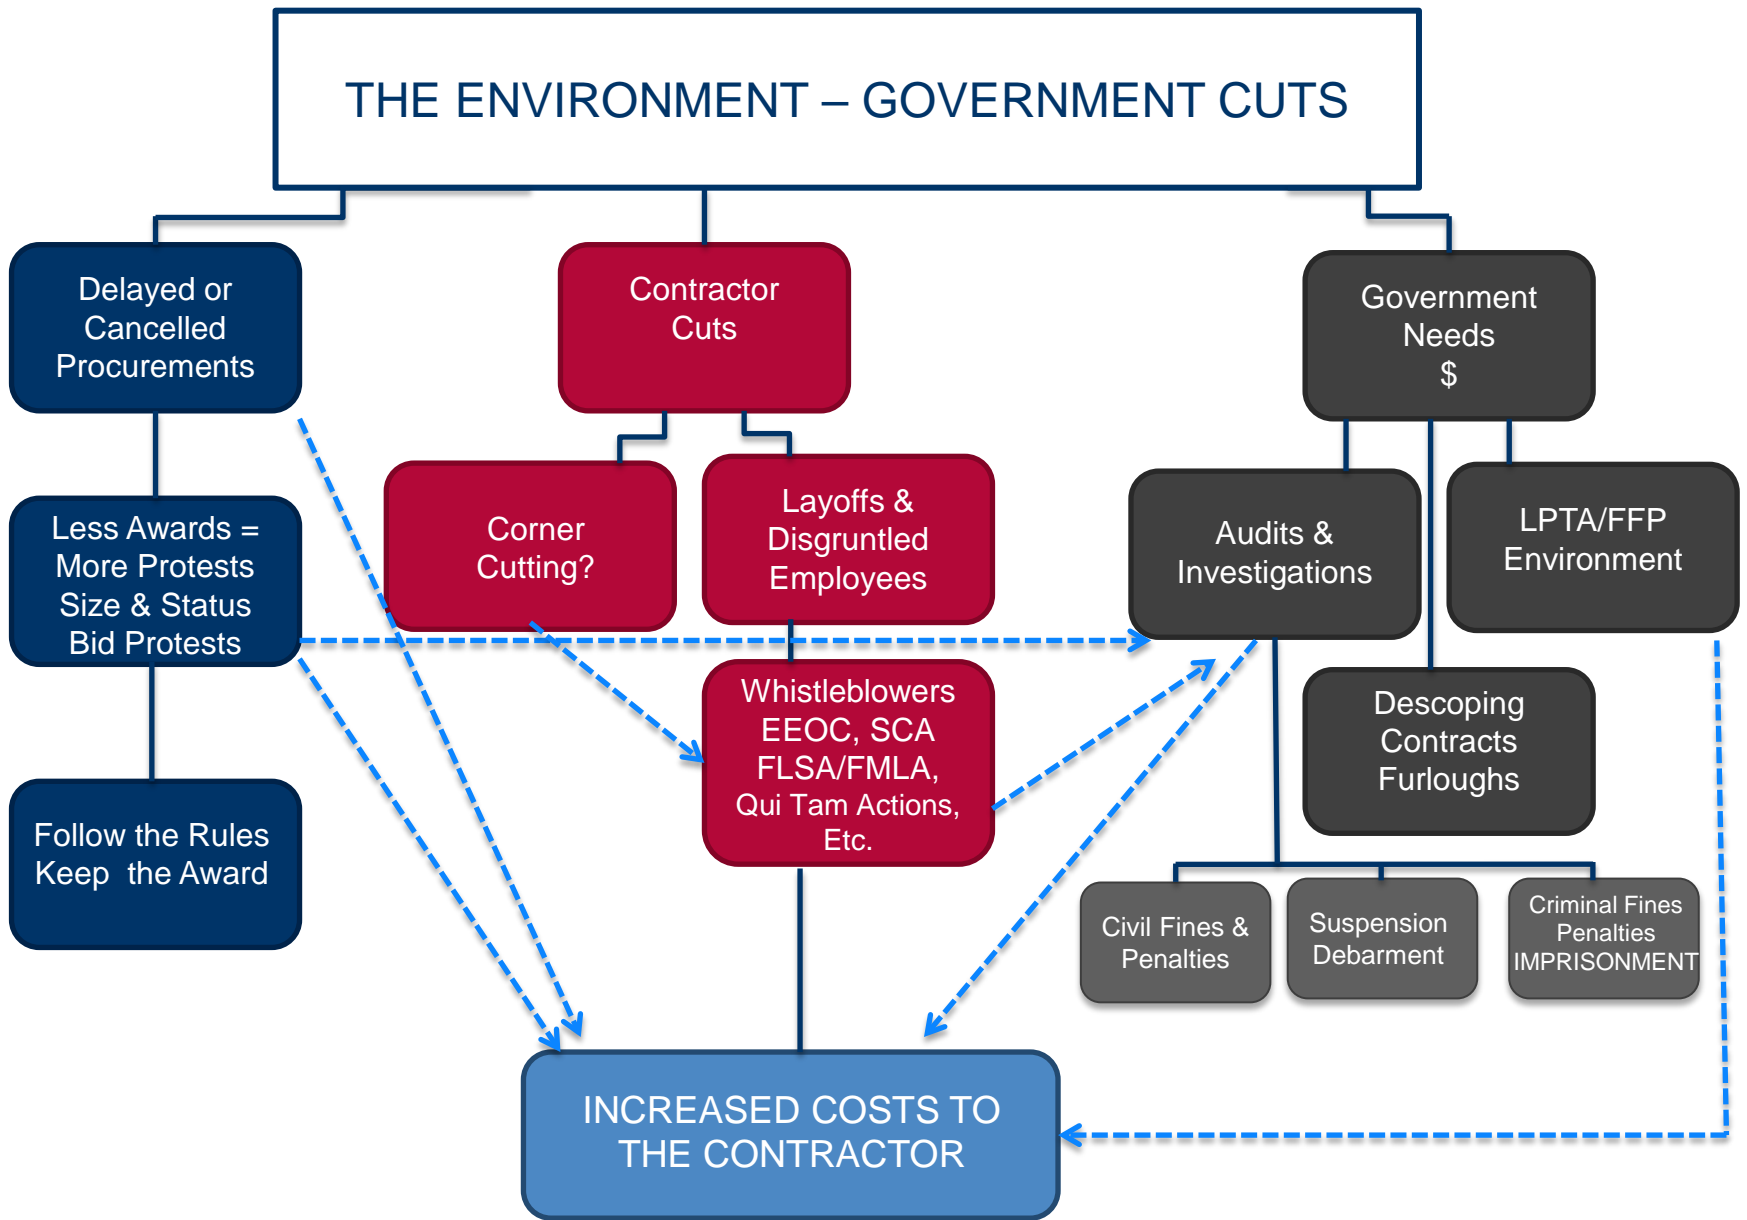 THE ENVIRONMENT – GOVERNMENT CUTS
Delayed or
Cancelled
Procurements
Contractor
Cuts
Government
Needs
$
Less Awards =
More Protests
Size & Status
Bid Protests
Corner
Cutting?
Layoffs &
Disgruntled
Employees
Audits &
Investigations
LPTA/FFP
Environment
Whistleblowers
EEOC, SCA
FLSA/FMLA,
Qui Tam Actions,
Etc.
Descoping
Contracts
Furloughs
Follow the Rules
Keep  the Award
Civil Fines &
Penalties
Suspension
Debarment
Criminal Fines
Penalties
IMPRISONMENT
INCREASED COSTS TO
THE CONTRACTOR